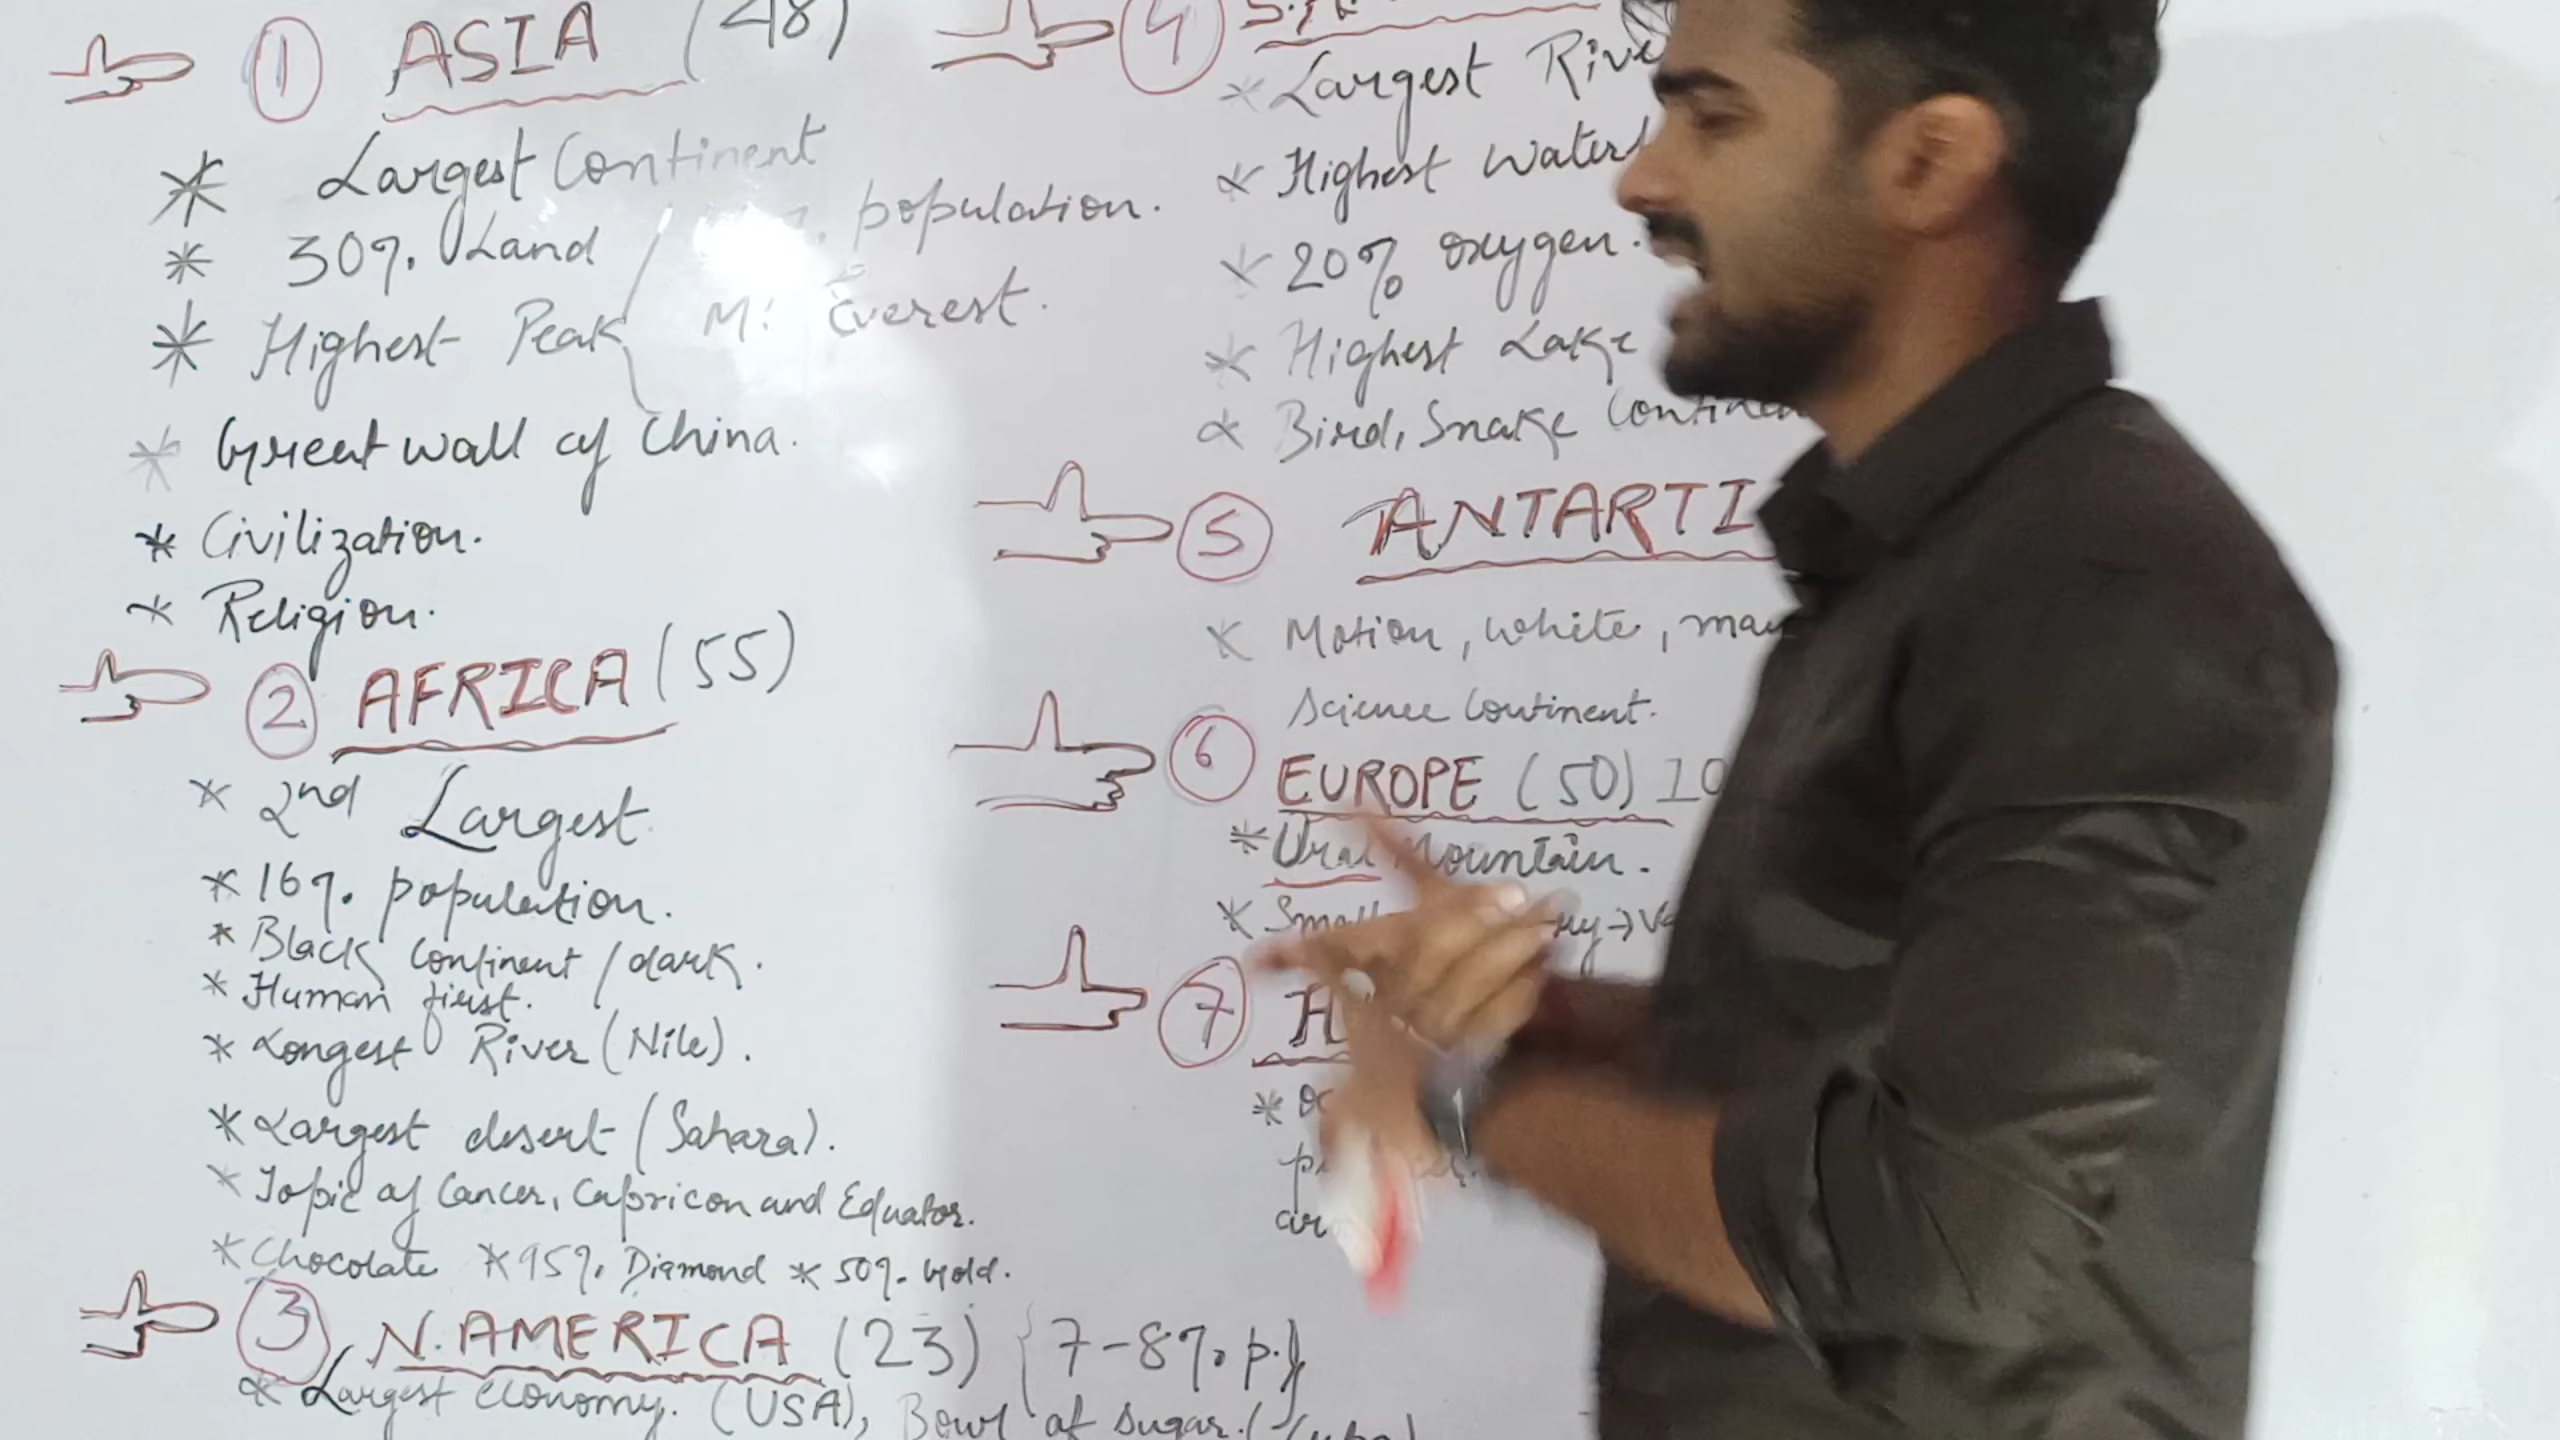 1 ASIA (48)
* Largest Continent
* 30%. Land
population.
* Highest Peak Mt Everest.
* Great wall of China.
* Civilization.
* Religion.
2 AFRICA (55)
* 2nd Largest
* 16%. population.
* Black continent / dark.
* Human first.
* Longest River (Nile).
* Largest desert (Sahara).
* Topic of Cancer, Capricon and Equator.
* Chocolate * 95%. Diamond * 50%. Gold.
3 N. AMERICA (23) {7-8%. p.}
* Largest economy. (USA), Bowl of sugar.
4
* Largest
* Highest
* 20% oxygen.
* Highest Lake
* Bird, Snake
5 ANTARTI
* Motion, white,
Science Continent.
6 EUROPE (50) 10
* Ural Mountain.
*
7
*